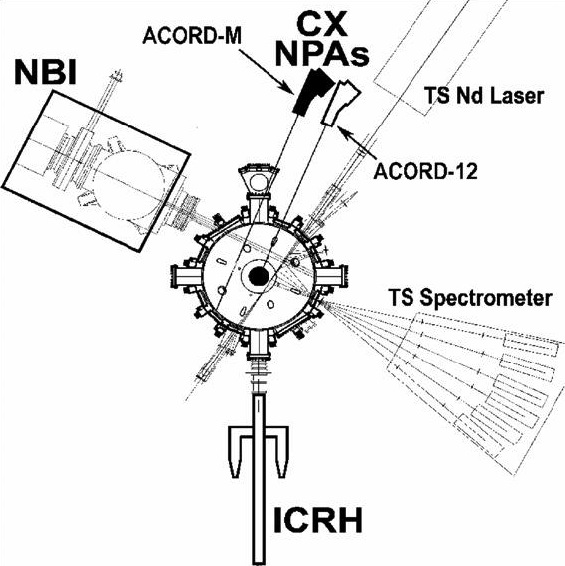 CX
NPAs
ACORD-M
NBI
TS Nd Laser
ACORD-12
TS Spectrometer
ICRH